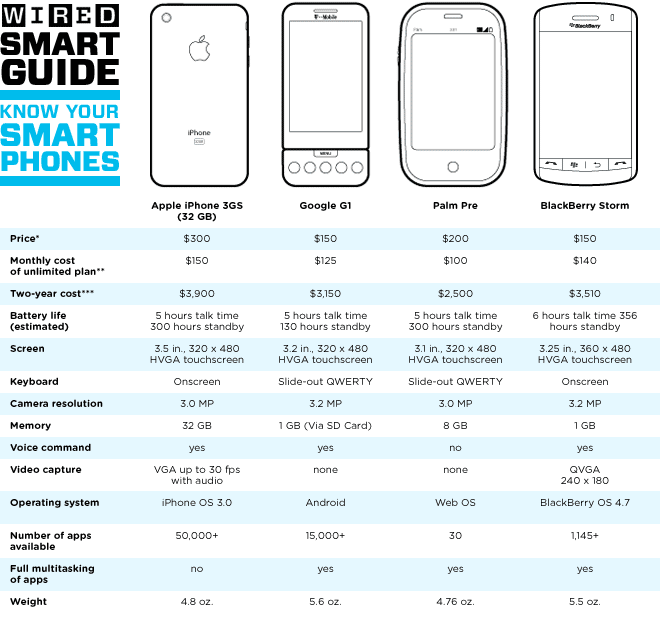 WIRED
SMART
GUIDE
KNOW YOUR
SMART
PHONES
iPhone
T-Mobile
MENU
BlackBerry
Apple iPhone 3GS
(32 GB)
Google G1
Palm Pre
BlackBerry Storm
Price* $300 $150 $200 $150
Monthly cost
of unlimited plan** $150 $125 $100 $140
Two-year cost*** $3,900 $3,150 $2,500 $3,510
Battery life
(estimated)
5 hours talk time
300 hours standby
5 hours talk time
130 hours standby
5 hours talk time
300 hours standby
6 hours talk time 356
hours standby
Screen
3.5 in., 320 x 480
HVGA touchscreen
3.2 in., 320 x 480
HVGA touchscreen
3.1 in., 320 x 480
HVGA touchscreen
3.25 in., 360 x 480
HVGA touchscreen
Keyboard Onscreen Slide-out QWERTY Slide-out QWERTY Onscreen
Camera resolution 3.0 MP 3.2 MP 3.0 MP 3.2 MP
Memory 32 GB 1 GB (Via SD Card) 8 GB 1 GB
Voice command yes yes no yes
Video capture
VGA up to 30 fps
with audio
none
none
QVGA
240 x 180
Operating system iPhone OS 3.0 Android Web OS BlackBerry OS 4.7
Number of apps
available
50,000+ 15,000+ 30 1,145+
Full multitasking
of apps
no yes yes yes
Weight 4.8 oz. 5.6 oz. 4.76 oz. 5.5 oz.